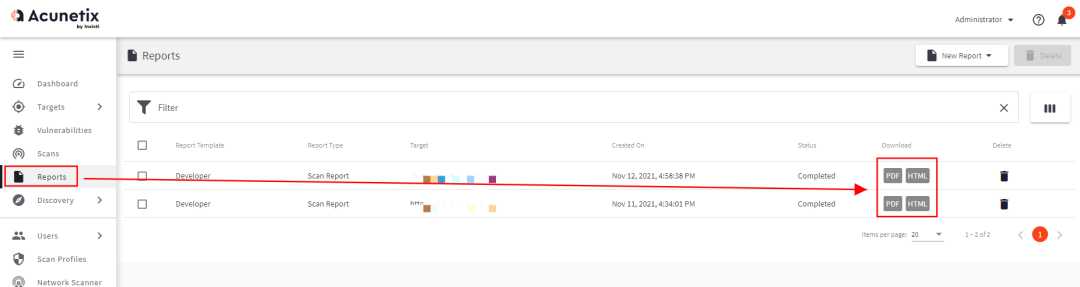 Acunetix
by Invicti
Administrator
3
Reports
New Report
Delete
Dashboard
Targets
Filter
Vulnerabilities
Report Template Report Type Target Created On Status Download Delete
Scans
Reports
Developer Scan Report Nov 12, 2021, 4:58:38 PM Completed PDF HTML
Discovery
Developer Scan Report Nov 11, 2021, 4:34:01 PM Completed PDF HTML
Items per page: 20 1 – 2 of 2 1
Users
Scan Profiles
Network Scanner